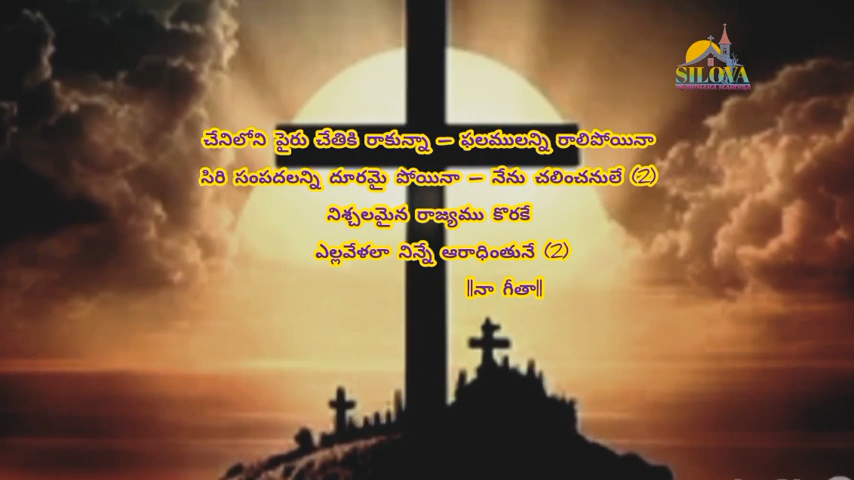 SILOVA
చేనిలోని పైరు చేతికి రాకున్నా – ఫలములన్ని రాలిపోయినా
సిరి సంపదలన్ని దూరమై పోయినా – నేను చలించనులే (2)
నిశ్చలమైన రాజ్యము కొరకే
ఎల్లవేళలా నిన్నే ఆరాధింతునే (2)
||నా గీతా||